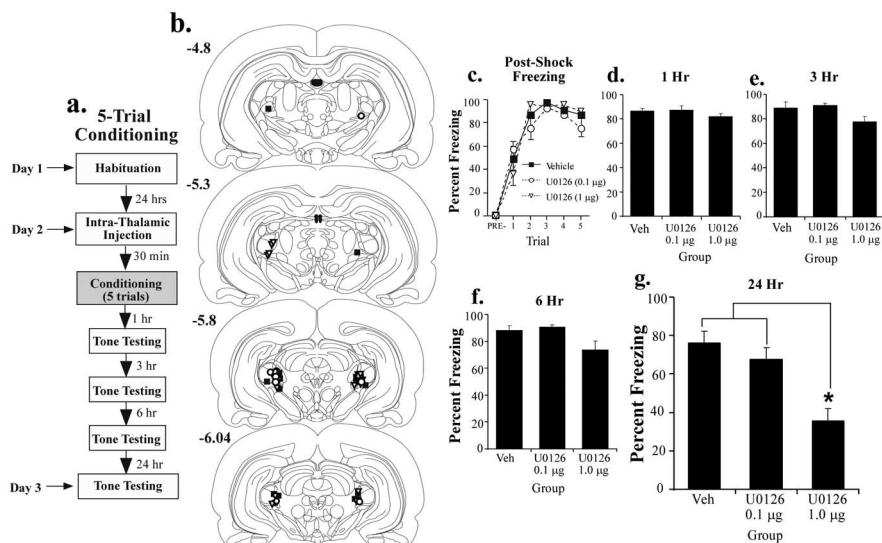 a.
5-Trial
Conditioning
Day 1
Habituation
24 hrs
Day 2
Intra-Thalamic
Injection
30 min
Conditioning
(5 trials)
1 hr
Tone Testing
3 hr
Tone Testing
6 hr
Tone Testing
24 hr
Day 3
Tone Testing
b.
-4.8
-5.3
-5.8
-6.04
c.
Post-Shock
Freezing
Percent Freezing
100
80
60
40
20
0
Vehicle
U0126 (0.1 µg)
U0126 (1 µg)
PRE- 1 2 3 4 5
Trial
d.
1 Hr
Percent Freezing
100
80
60
40
20
0
Veh U0126 U0126
0.1 µg 1.0 µg
Group
e.
3 Hr
Percent Freezing
100
80
60
40
20
0
Veh U0126 U0126
0.1 µg 1.0 µg
Group
f.
6 Hr
Percent Freezing
100
80
60
40
20
0
Veh U0126 U0126
0.1 µg 1.0 µg
Group
g.
24 Hr
Percent Freezing
100
80
60
40
20
0
*
Veh U0126 U0126
0.1 µg 1.0 µg
Group